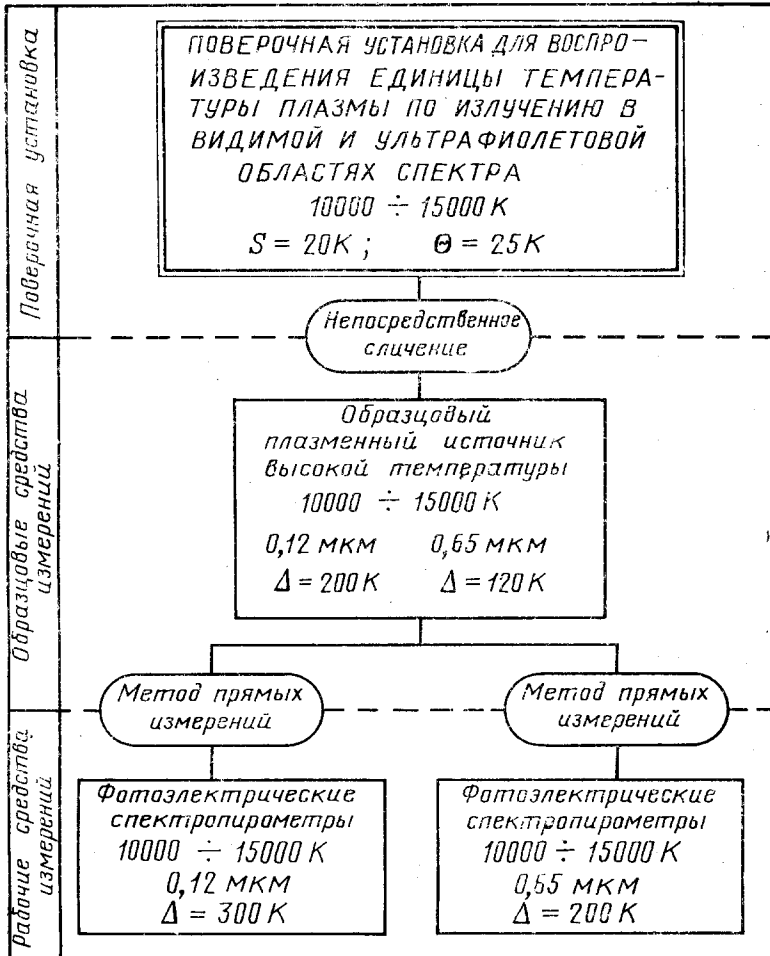 Поверочная установка
ПОВЕРОЧНАЯ УСТАНОВКА ДЛЯ ВОСПРО-
ИЗВЕДЕНИЯ ЕДИНИЦЫ ТЕМПЕРА-
ТУРЫ ПЛАЗМЫ ПО ИЗЛУЧЕНИЮ В
ВИДИМОЙ И УЛЬТРАФИОЛЕТОВОЙ
ОБЛАСТЯХ СПЕКТРА
10000 ÷ 15000 К
S = 20К ; Θ = 25К
Непосредственное
сличение
Образцовые средства
измерений
Образцовый
плазменный источник
высокой температуры
10000 ÷ 15000 К
0,12 мкм 0,65 мкм
Δ = 200 К Δ = 120 К
Метод прямых
измерений
Метод прямых
измерений
Рабочие средства
измерений
Фотоэлектрические
спектропирометры
10000 ÷ 15000 К
0,12 мкм
Δ = 300 К
Фотоэлектрические
спектропирометры
10000 ÷ 15000 К
0,65 мкм
Δ = 200 К